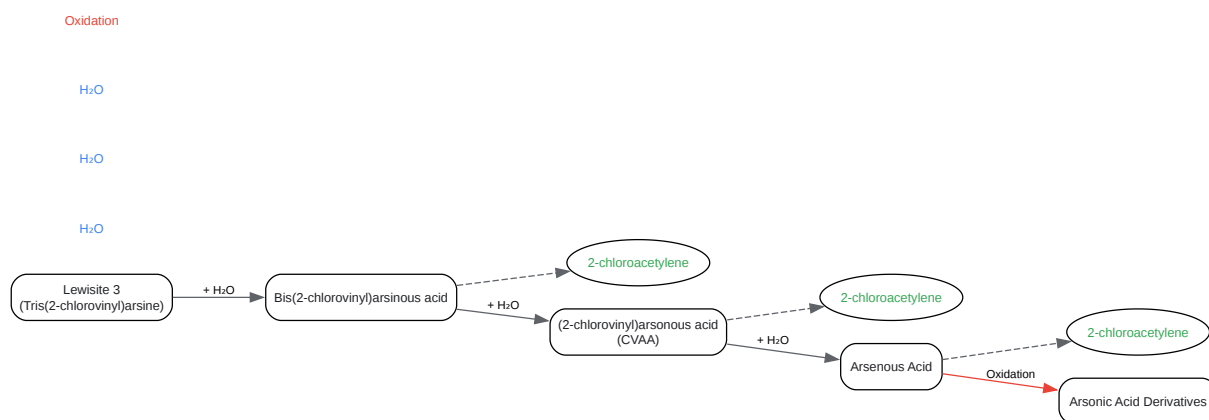 Oxidation
H₂O
H₂O
H₂O
Lewisite 3
(Tris(2-chlorovinyl)arsine)
+ H₂O
Bis(2-chlorovinyl)arsinous acid
2-chloroacetylene
+ H₂O
(2-chlorovinyl)arsonous acid
(CVAA)
2-chloroacetylene
+ H₂O
Arsenous Acid
2-chloroacetylene
Oxidation
Arsonic Acid Derivatives